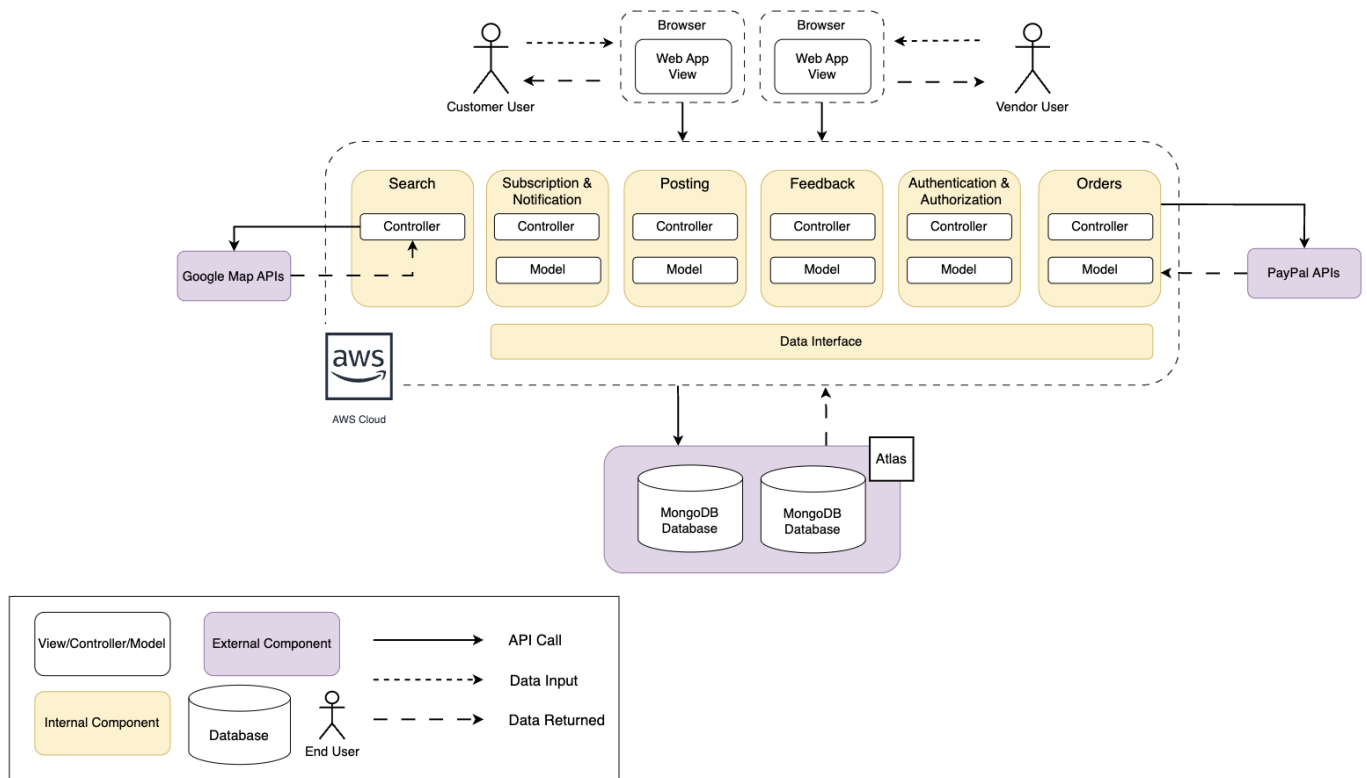 Browser
Browser
Web App
View
Web App
View
Customer User
Vendor User
Search
Subscription &
Notification
Posting
Feedback
Authentication &
Authorization
Orders
Controller
Controller
Controller
Controller
Controller
Controller
Model
Model
Model
Model
Model
Google Map APIs
PayPal APIs
Data Interface
aws
AWS Cloud
Atlas
MongoDB
Database
MongoDB
Database
View/Controller/Model
External Component
API Call
Data Input
Internal Component
Database
End User
Data Returned